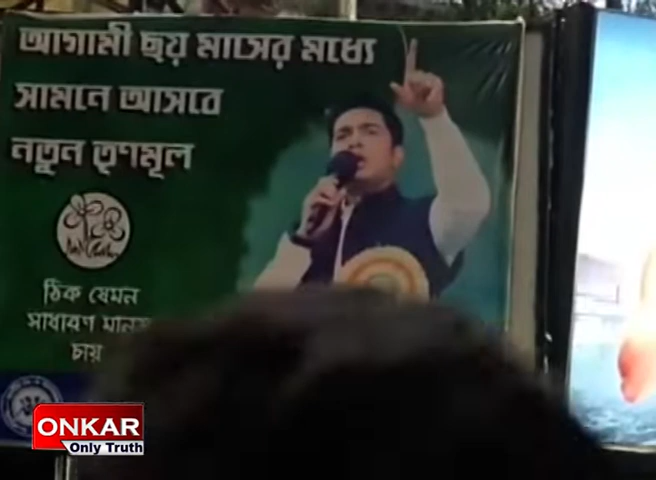 আগামী ছয় মাসের মধ্যে
সামনে আসবে
নতুন তৃণমূল
ঠিক যেমন
সাধারণ মানুষ
চায়
ONKAR
Only Truth